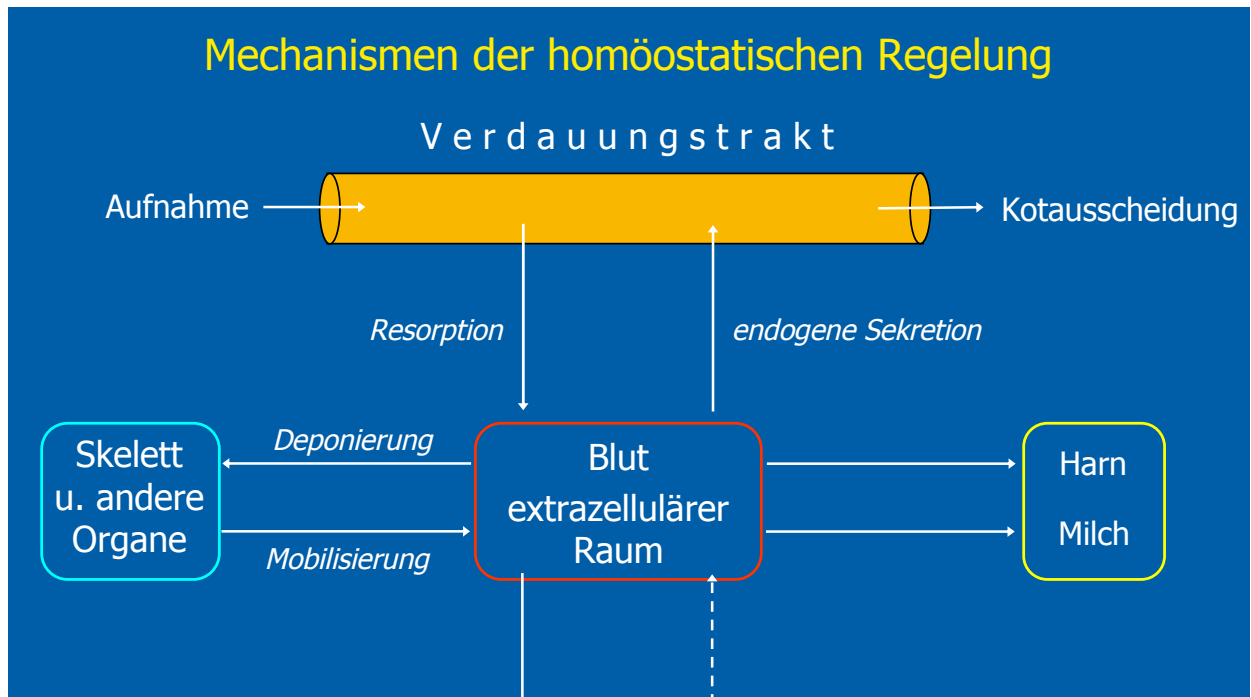 Mechanismen der homöostatischen Regelung
Verdauungstrakt
Aufnahme
Kotausscheidung
Resorption
endogene Sekretion
Skelett
u. andere
Organe
Deponierung
Mobilisierung
Blut
extrazellulärer
Raum
Harn
Milch